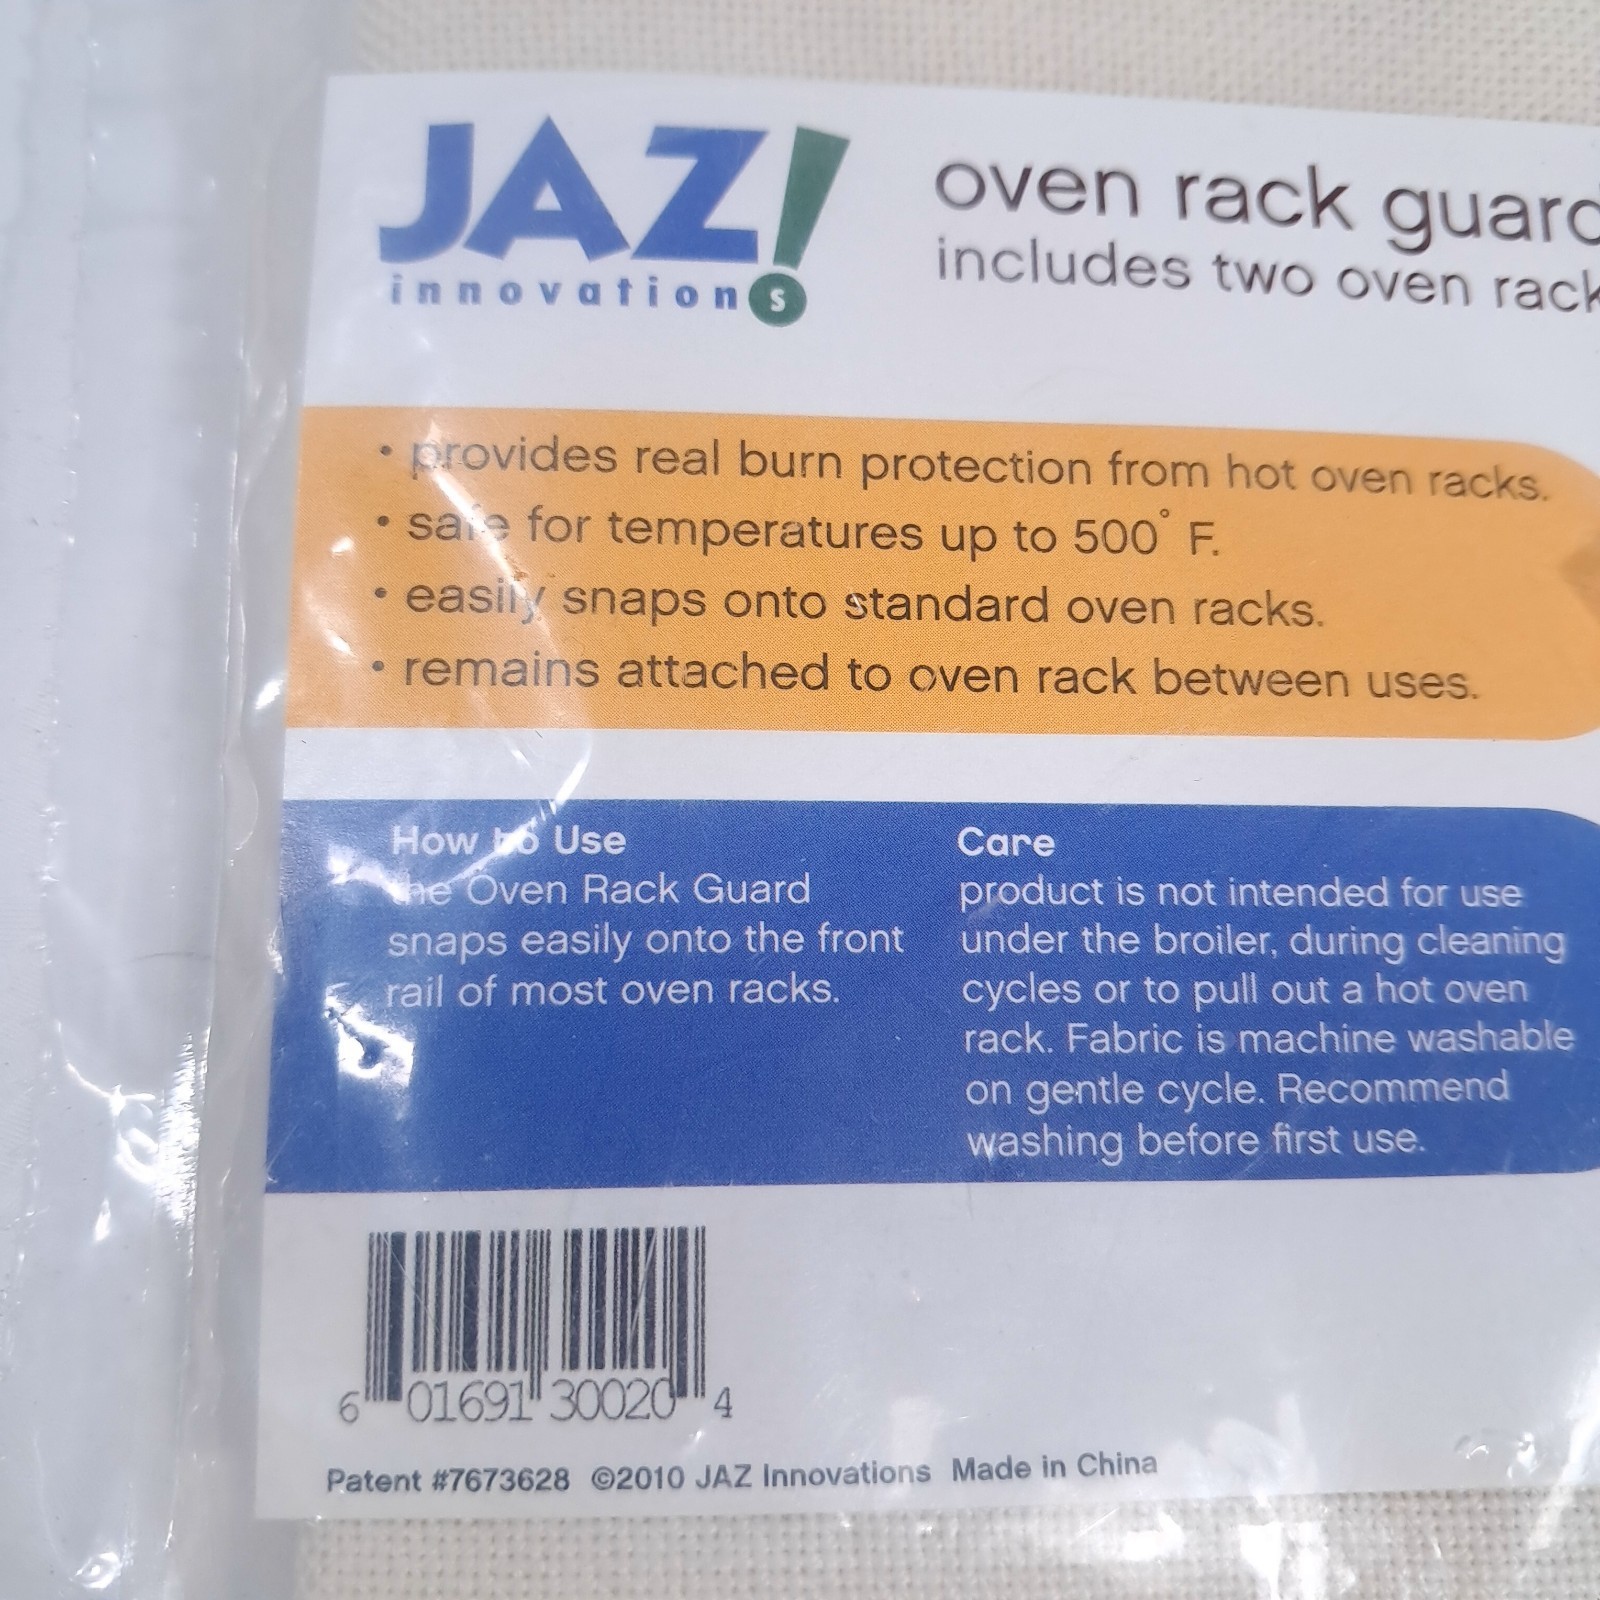 JAZ!
innovations
oven rack guard
includes two oven rack
• provides real burn protection from hot oven racks.
• safe for temperatures up to 500° F.
• easily snaps onto standard oven racks.
• remains attached to oven rack between uses.
How to Use
the Oven Rack Guard
snaps easily onto the front
rail of most oven racks.
Care
product is not intended for use
under the broiler, during cleaning
cycles or to pull out a hot oven
rack. Fabric is machine washable
on gentle cycle. Recommend
washing before first use.
6 01691 30020 4
Patent #7673628 ©2010 JAZ Innovations Made in China